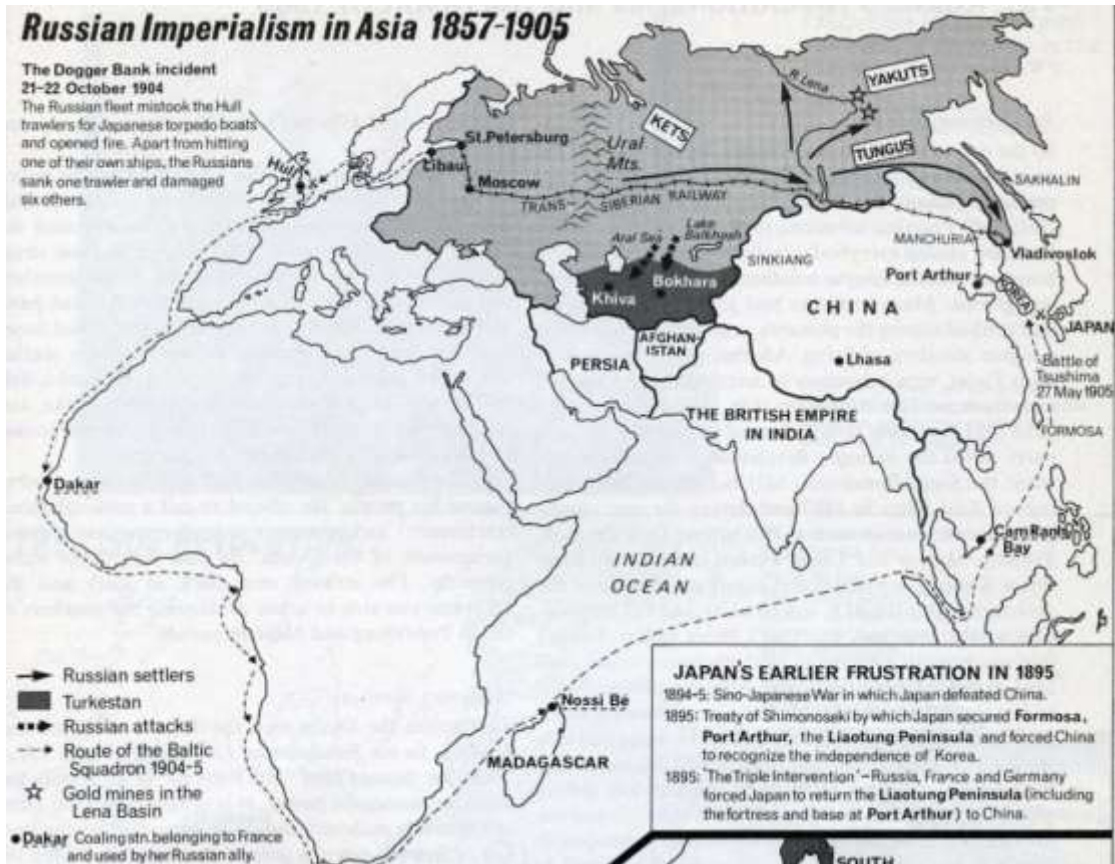 Russian Imperialism in Asia 1857-1905
The Dogger Bank incident
21-22 October 1904
The Russian fleet mistook the Hull
trawlers for Japanese torpedo boats
and opened fire. Apart from hitting
one of their own ships, the Russians
sank one trawler and damaged
six others.
Hull
St. Petersburg
Libau
Moscow
Ural
Mts.
KETS
R. Lena
YAKUTS
TUNGUS
TRANS - SIBERIAN RAILWAY
SAKHALIN
Aral Sea
Lake
Balkhash
SINKIANG
MANCHURIA
Vladivostok
Port Arthur
KOREA
JAPAN
Khiva
Bokhara
CHINA
AFGHAN-
ISTAN
PERSIA
Lhasa
Battle of
Tsushima
27 May 1905
THE BRITISH EMPIRE
IN INDIA
FORMOSA
Dakar
CamRanh
Bay
INDIAN
OCEAN
Nossi Bé
MADAGASCAR
Russian settlers
Turkestan
Russian attacks
Route of the Baltic
Squadron 1904-5
Gold mines in the
Lena Basin
Dakar Coaling stn. belonging to France
and used by her Russian ally.
JAPAN'S EARLIER FRUSTRATION IN 1895
1894-5: Sino-Japanese War in which Japan defeated China.
1895: Treaty of Shimonoseki by which Japan secured Formosa,
Port Arthur, the Liaotung Peninsula and forced China
to recognize the independence of Korea.
1895: 'The Triple Intervention' – Russia, France and Germany
forced Japan to return the Liaotung Peninsula (including
the fortress and base at Port Arthur) to China.
SOUTH